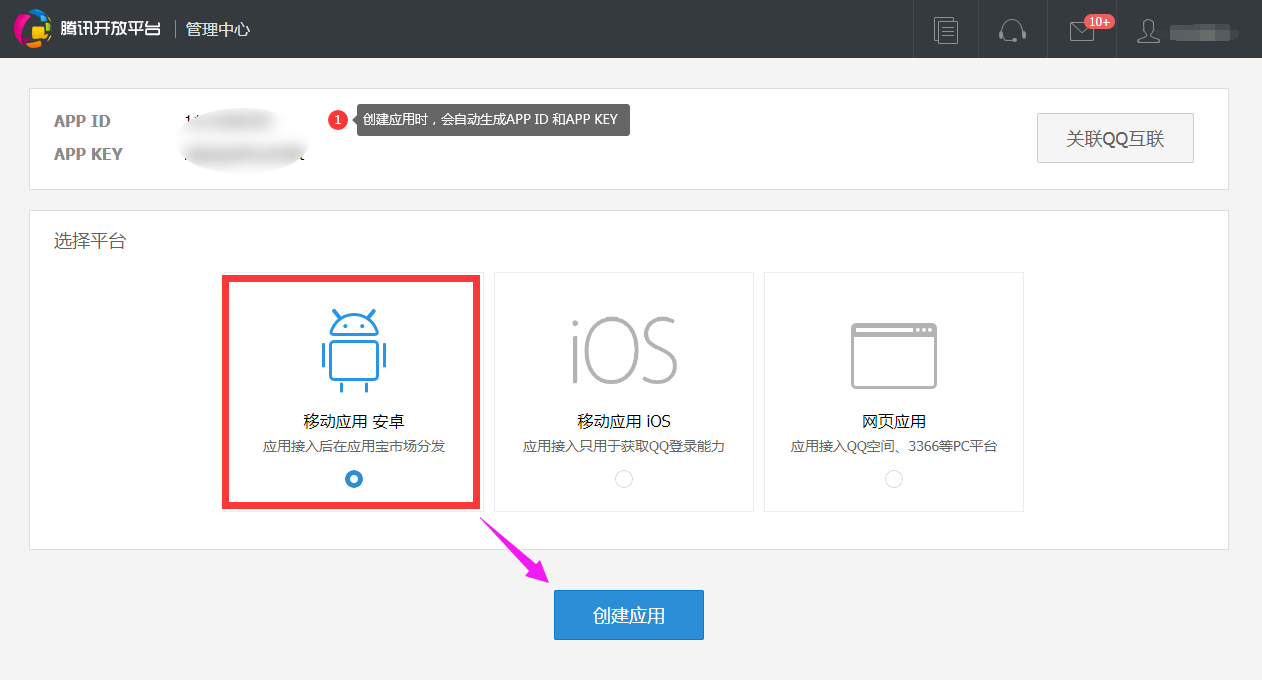 腾讯开放平台
管理中心
10+
APP ID
1 创建应用时，会自动生成APP ID 和APP KEY
APP KEY
关联QQ互联
选择平台
iOS
移动应用 安卓
应用接入后在应用宝市场分发
移动应用 iOS
应用接入只用于获取QQ登录能力
网页应用
应用接入QQ空间、3366等PC平台
创建应用